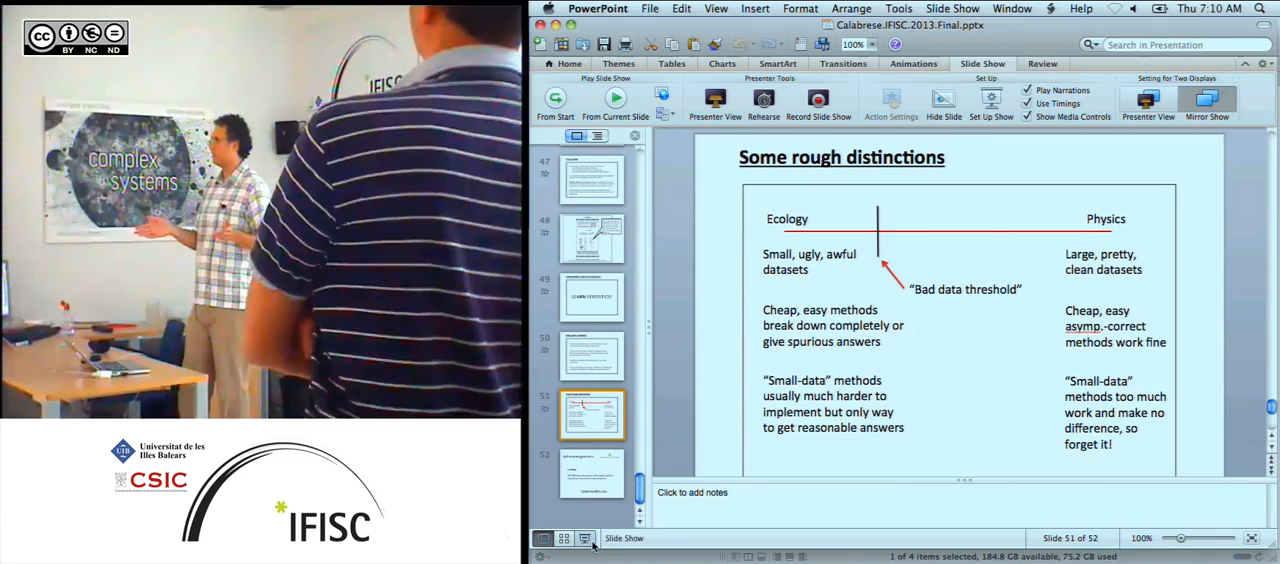 cc
BY NC ND
IFISC
complex
systems
Universitat de les
Illes Balears
UIB
CSIC
*IFISC
PowerPoint File Edit View Insert Format Arrange Tools Slide Show Window Help Thu 7:10 AM
Calabrese.IFISC.2013.Final.pptx
100%
Search in Presentation
Home Themes Tables Charts SmartArt Transitions Animations Slide Show Review
Play Slide Show Presenter Tools Set Up Setting for Two Displays
From Start From Current Slide Presenter View Rehearse Record Slide Show Action Settings Hide Slide Set Up Show Presenter View Mirror Show
Play Narrations
Use Timings
Show Media Controls
47
48
49
LEARN STATISTICS!
50
51
52
Some rough distinctions
Ecology Physics
Small, ugly, awful
datasets
Large, pretty,
clean datasets
“Bad data threshold”
Cheap, easy methods
break down completely or
give spurious answers
Cheap, easy
asymp.-correct
methods work fine
“Small-data” methods
usually much harder to
implement but only way
to get reasonable answers
“Small-data”
methods too much
work and make no
difference, so
forget it!
Click to add notes
Slide Show Slide 51 of 52 100%
1 of 4 items selected, 184.8 GB available, 75.2 GB used